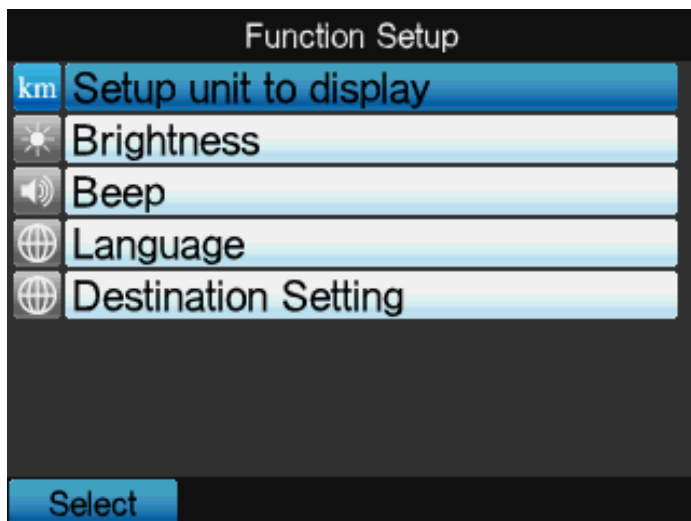 Function Setup
km Setup unit to display
Brightness
Beep
Language
Destination Setting
Select